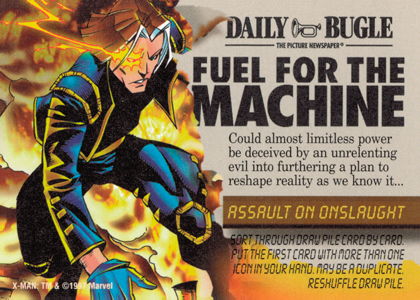 DAILY BUGLE
THE PICTURE NEWSPAPER®
FUEL FOR THE
MACHINE
Could almost limitless power
be deceived by an unrelenting
evil into furthering a plan to
reshape reality as we know it...
ASSAULT ON ONSLAUGHT
SORT THROUGH DRAW PILE CARD BY CARD.
PUT THE FIRST CARD WITH MORE THAN ONE
ICON IN YOUR HAND. MAY BE A DUPLICATE.
RESHUFFLE DRAW PILE.
X-MAN: TM & ©1997 Marvel